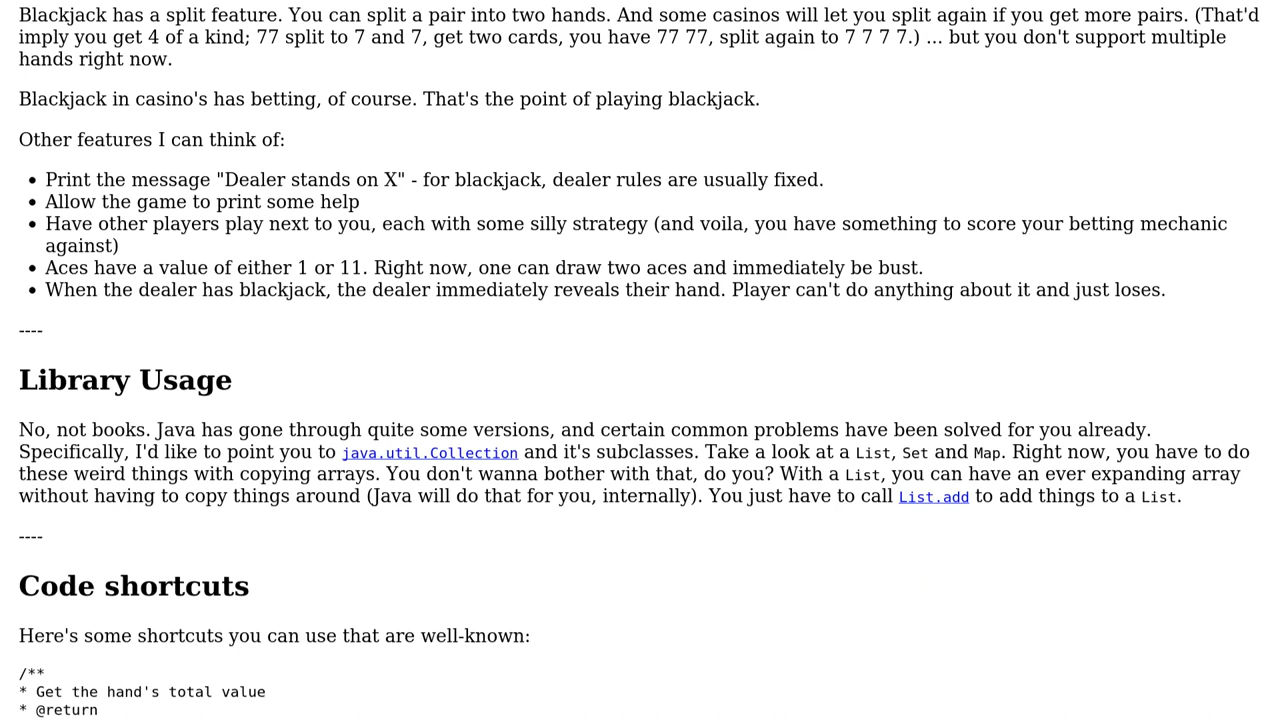 Blackjack has a split feature. You can split a pair into two hands. And some casinos will let you split again if you get more pairs. (That'd
imply you get 4 of a kind; 77 split to 7 and 7, get two cards, you have 77 77, split again to 7 7 7 7.) ... but you don't support multiple
hands right now.
Blackjack in casino's has betting, of course. That's the point of playing blackjack.
Other features I can think of:
• Print the message "Dealer stands on X" - for blackjack, dealer rules are usually fixed.
• Allow the game to print some help
• Have other players play next to you, each with some silly strategy (and voila, you have something to score your betting mechanic
against)
• Aces have a value of either 1 or 11. Right now, one can draw two aces and immediately be bust.
• When the dealer has blackjack, the dealer immediately reveals their hand. Player can't do anything about it and just loses.
----
Library Usage
No, not books. Java has gone through quite some versions, and certain common problems have been solved for you already.
Specifically, I'd like to point you to java.util.Collection and it's subclasses. Take a look at a List, Set and Map. Right now, you have to do
these weird things with copying arrays. You don't wanna bother with that, do you? With a List, you can have an ever expanding array
without having to copy things around (Java will do that for you, internally). You just have to call List.add to add things to a List.
----
Code shortcuts
Here's some shortcuts you can use that are well-known:
/**
* Get the hand's total value
* @return